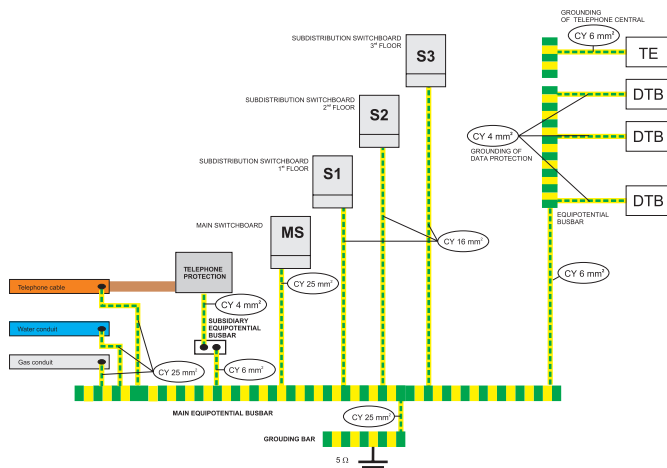 GROUNDING
OF TELEPHONE CENTRAL
CY 6 mm²
TE
SUBDISTRIBUTION SWITCHBOARD
3rd FLOOR
S3
DTB
SUBDISTRIBUTION SWITCHBOARD
2nd FLOOR
S2
CY 4 mm²
DTB
GROUNDING OF
DATA PROTECTION
SUBDISTRIBUTION SWITCHBOARD
1st FLOOR
S1
DTB
EQUIPOTENTIAL
BUSBAR
MAIN SWITCHBOARD
MS
CY 16 mm²
TELEPHONE
PROTECTION
CY 25 mm²
CY 6 mm²
Telephone cable
CY 4 mm²
SUBSIDIARY
EQUIPOTENTIAL
BUSBAR
Water conduit
Gas conduit
CY 25 mm²
CY 6 mm²
MAIN EQUIPOTENTIAL BUSBAR
CY 25 mm²
GROUDING BAR
5 Ω